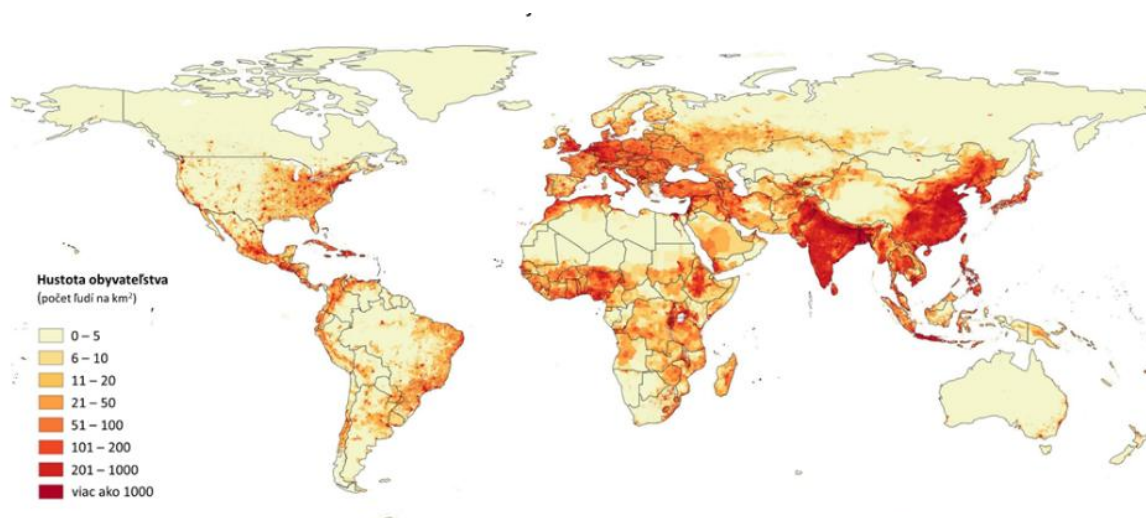 Hustota obyvateľstva
(počet ľudí na km²)
0 – 5
6 – 10
11 – 20
21 – 50
51 – 100
101 – 200
201 – 1000
viac ako 1000